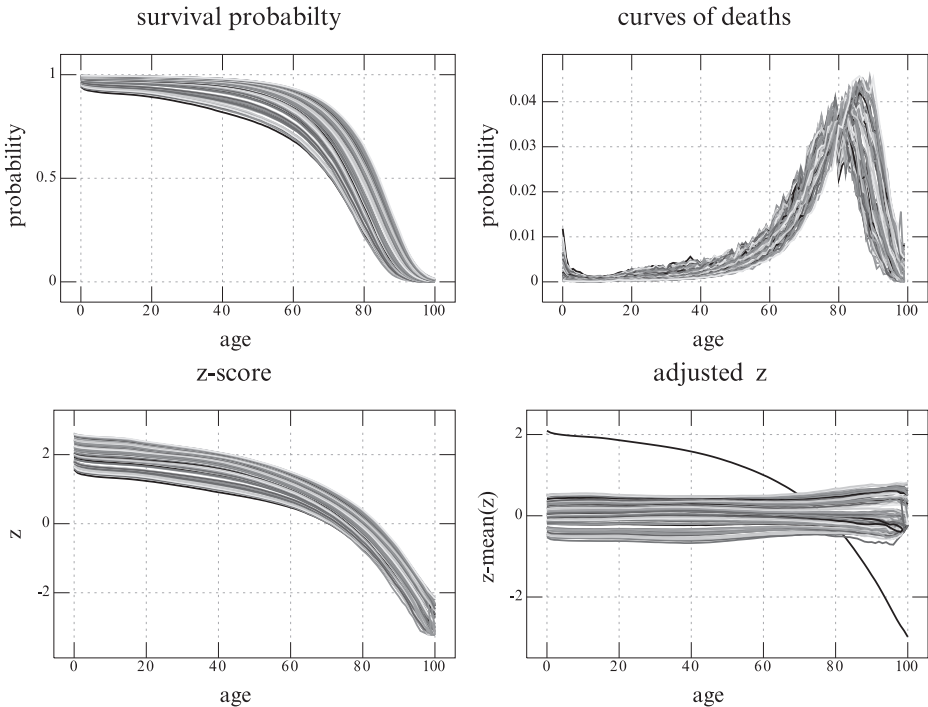 survival probabilty
curves of deaths
probability
1
0.5
0
0 20 40 60 80 100
age
probability
0.04
0.03
0.02
0.01
0
0 20 40 60 80 100
age
z-score
adjusted z
z
2
0
-2
0 20 40 60 80 100
age
z-mean(z)
2
0
-2
0 20 40 60 80 100
age